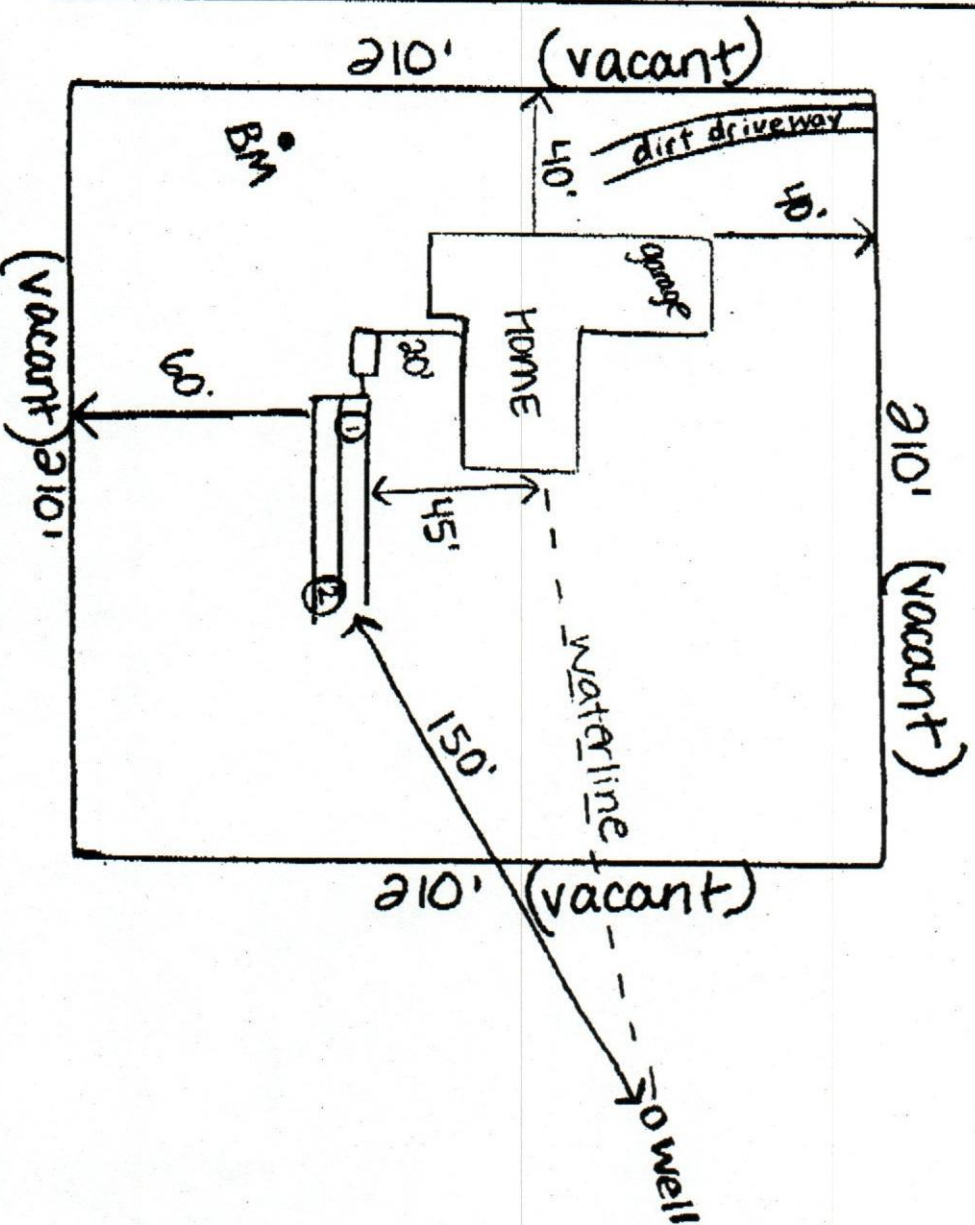 210' (vacant)
dirt driveway
BM
40'
40'
garage
HOME
20'
(vacant) 210'
60'
1
45'
2
210' (vacant)
waterline
150'
210' (vacant)
well